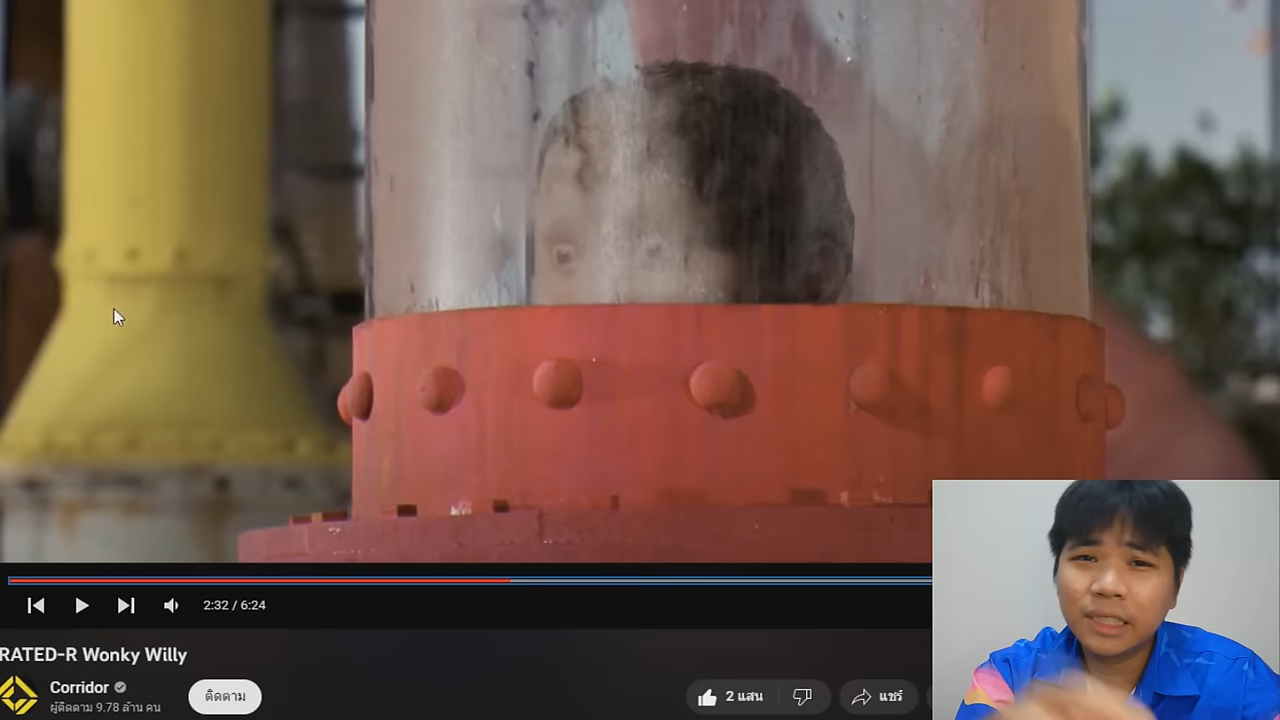 2:32 / 6:24
RATED-R Wonky Willy
Corridor
ผู้ติดตาม 9.78 ล้าน คน
ติดตาม
2 แสน
แชร์